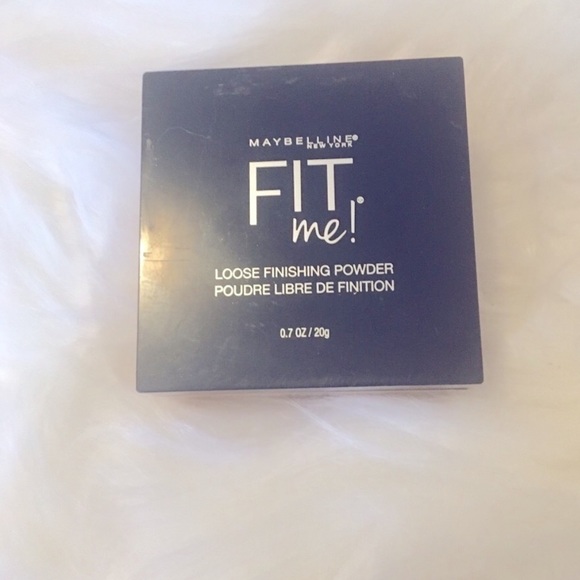 MAYBELLINE®
NEW YORK
FIT
me!®
LOOSE FINISHING POWDER
POUDRE LIBRE DE FINITION
0.7 OZ / 20g